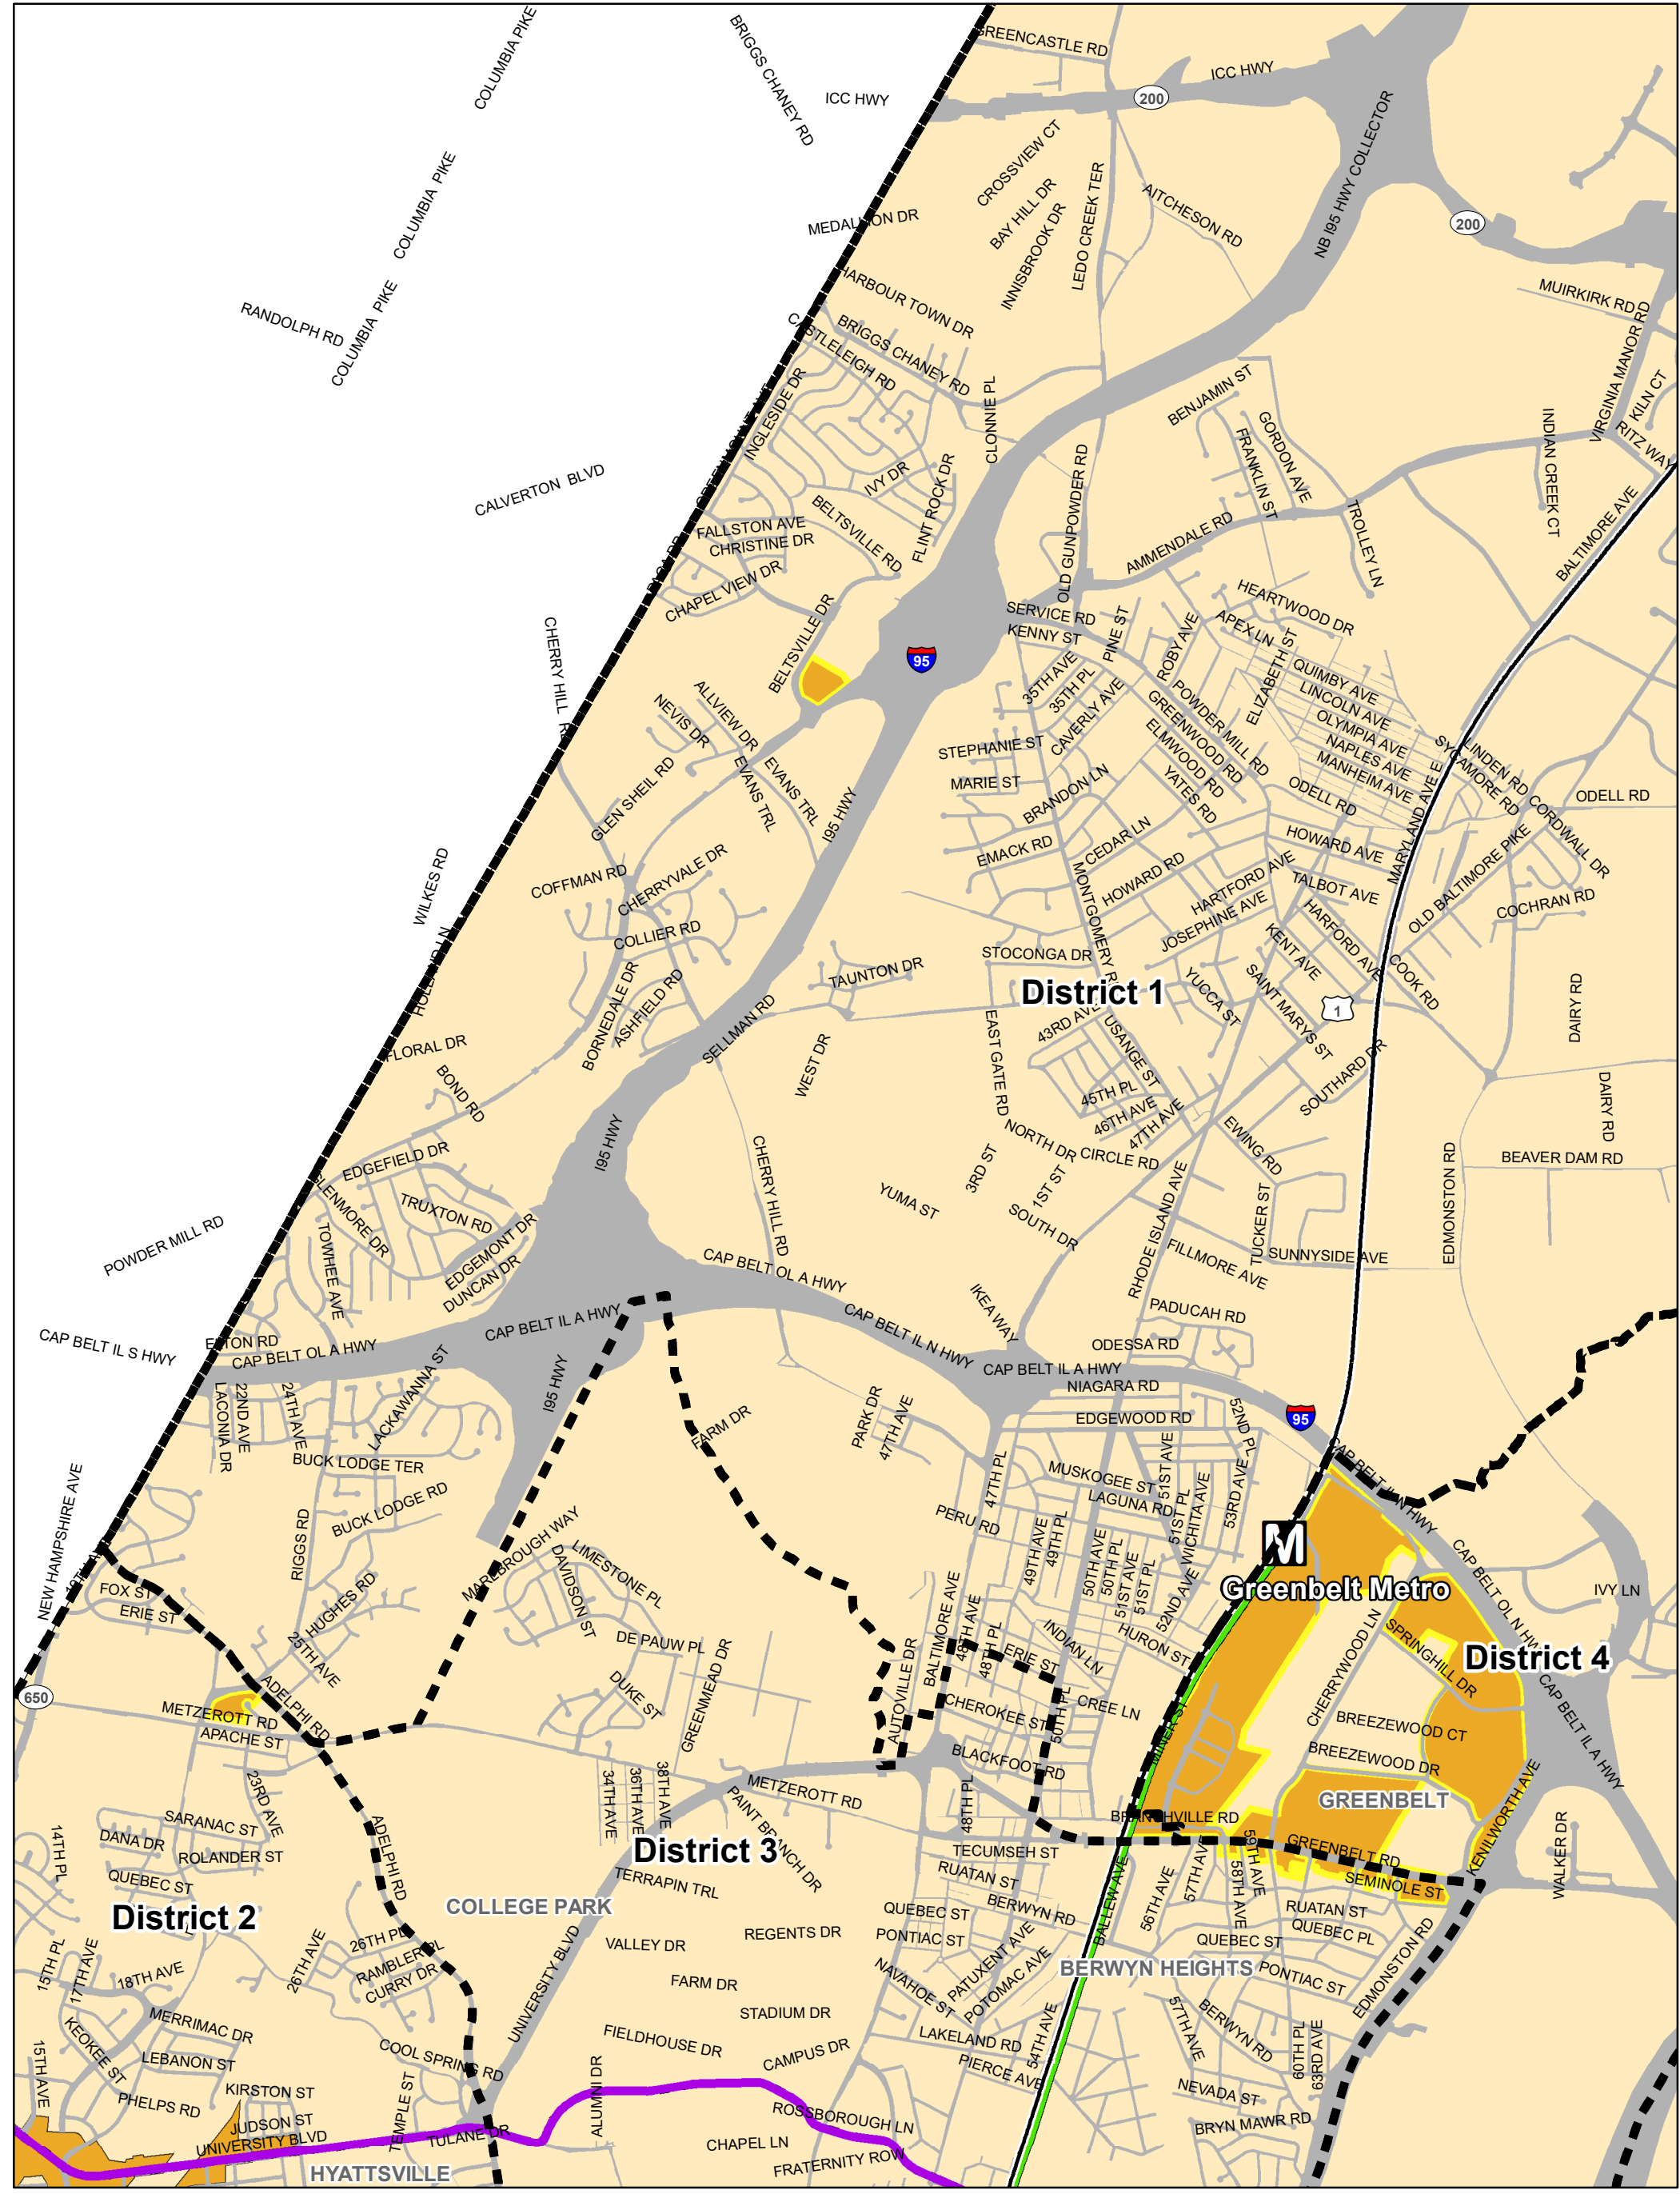 COLUMBIA PIKE
BRIGGS CHANEY RD
GREENCASTLE RD
ICC HWY
ICC HWY
200
COLUMBIA PIKE
CROSSVIEW CT
BAY HILL DR
INNISBROOK DR
LEDO CREEK TER
AITCHESON RD
NB I95 HWY COLLECTOR
200
MEDALLION DR
HARBOUR TOWN DR
MUIRKIRK RD
VIRGINIA MANOR RD
RANDOLPH RD
COLUMBIA PIKE
CASTLELEIGH RD
BRIGGS CHANEY RD
INGLESIDE DR
CLONNIE PL
BENJAMIN ST
GORDON AVE
FRANKLIN ST
KILN CT
RITZ WAY
INDIAN CREEK CT
BALTIMORE AVE
CALVERTON BLVD
IVY DR
FLINT ROCK DR
BELTSVILLE RD
OLD GUNPOWDER RD
AMMENDALE RD
TROLLEY LN
FALLSTON AVE
CHRISTINE DR
CHAPEL VIEW DR
BELTSVILLE DR
95
SERVICE RD
KENNY ST
PINE ST
ROBY AVE
HEARTWOOD DR
APEX LN
ELIZABETH ST
QUIMBY AVE
LINCOLN AVE
OLYMPIA AVE
NAPLES AVE
MANHEIM AVE
CHERRY HILL RD
35TH AVE
35TH PL
CAVERLY AVE
POWDER MILL RD
GREENWOOD RD
ELMWOOD RD
YATES RD
ALLVIEW DR
NEVIS DR
EVANS TRL
EVANS TRL
GLEN SHEIL RD
I95 HWY
STEPHANIE ST
MARIE ST
BRANDON LN
EMACK RD
CEDAR LN
ODELL RD
SYCAMORE RD
LINDEN RD
ODELL RD
CORDWALL DR
MARYLAND AVE E
OLD BALTIMORE PIKE
COCHRAN RD
HOWARD AVE
HOWARD RD
HARTFORD AVE
JOSEPHINE AVE
TALBOT AVE
HARFORD AVE
KENT AVE
MONTGOMERY RD
WILKES RD
COFFMAN RD
CHERRYVALE DR
COLLIER RD
HOLLAND LN
BORNEDALE DR
ASHFIELD RD
SELLMAN RD
TAUNTON DR
STOCONGA DR
District 1
YUCCA ST
SAINT MARYS ST
COOK RD
1
DAIRY RD
FLORAL DR
BOND RD
WEST DR
EAST GATE RD
43RD AVE
USANGE ST
45TH PL
46TH AVE
47TH AVE
SOUTHARD DR
DAIRY RD
I95 HWY
CHERRY HILL RD
NORTH DR
CIRCLE RD
EWING RD
3RD ST
1ST ST
EDMONSTON RD
BEAVER DAM RD
EDGEFIELD DR
GLENMORE DR
TRUXTON RD
YUMA ST
SOUTH DR
RHODE ISLAND AVE
TUCKER ST
POWDER MILL RD
TOWHEE AVE
EDGEMONT DR
DUNCAN DR
CAP BELT OL A HWY
FILLMORE AVE
SUNNYSIDE AVE
IKEA WAY
CAP BELT IL S HWY
ELTON RD
CAP BELT OL A HWY
CAP BELT IL A HWY
CAP BELT IL N HWY
PADUCAH RD
ODESSA RD
CAP BELT IL A HWY
NIAGARA RD
EDGEWOOD RD
LACONIA DR
22ND AVE
24TH AVE
LACKAWANNA ST
I95 HWY
FARM DR
PARK DR
47TH AVE
52ND PL
95
BUCK LODGE TER
BUCK LODGE RD
NEW HAMPSHIRE AVE
RIGGS RD
47TH PL
MUSKOGEE ST
LAGUNA RD
51ST AVE
51ST PL
WICHITA AVE
53RD AVE
CAP BELT IL N HWY
PERU RD
49TH AVE
49TH PL
50TH AVE
50TH PL
51ST AVE
51ST PL
52ND AVE
M
Greenbelt Metro
CAP BELT OL N HWY
IVY LN
19TH AVE
FOX ST
ERIE ST
HUGHES RD
25TH AVE
MARLBROUGH WAY
DAVIDSON ST
LIMESTONE PL
DE PAUW PL
DUKE ST
GREENMEAD DR
AUTOVILLE DR
BALTIMORE AVE
48TH AVE
48TH PL
ERIE ST
INDIAN LN
HURON ST
SPRINGHILL DR
District 4
CHERRYWOOD LN
650
ADELPHI RD
METZEROTT RD
APACHE ST
CHEROKEE ST
50TH PL
CREE LN
MINER ST
BREEZEWOOD CT
BREEZEWOOD DR
CAP BELT IL A HWY
GREENBELT
23RD AVE
34TH AVE
36TH AVE
38TH AVE
METZEROTT RD
BLACKFOOT RD
48TH PL
BRANCHVILLE RD
KENILWORTH AVE
SARANAC ST
DANA DR
ROLANDER ST
14TH PL
QUEBEC ST
ADELPHI RD
District 3
PAINT BRANCH DR
TERRAPIN TRL
TECUMSEH ST
RUATAN ST
59TH AVE
GREENBELT RD
SEMINOLE ST
WALKER DR
District 2
COLLEGE PARK
BERWYN RD
BALLEW AVE
56TH AVE
57TH AVE
58TH AVE
RUATAN ST
QUEBEC PL
QUEBEC ST
15TH PL
17TH AVE
18TH AVE
26TH AVE
26TH PL
RAMBLER PL
CURRY DR
UNIVERSITY BLVD
VALLEY DR
REGENTS DR
FARM DR
STADIUM DR
QUEBEC ST
PONTIAC ST
NAVAHOE ST
PATUXENT AVE
POTOMAC AVE
BERWYN HEIGHTS
PONTIAC ST
EDMONSTON RD
MERRIMAC DR
KEOKEE ST
LEBANON ST
15TH AVE
PHELPS RD
KIRSTON ST
JUDSON ST
UNIVERSITY BLVD
COOL SPRING RD
TEMPLE ST
TULANE DR
HYATTSVILLE
FIELDHOUSE DR
CAMPUS DR
ALUMNI DR
LAKELAND RD
PIERCE AVE
54TH AVE
57TH AVE
BERWYN RD
60TH PL
63RD AVE
NEVADA ST
BRYN MAWR RD
ROSSBOROUGH LN
CHAPEL LN
FRATERNITY ROW